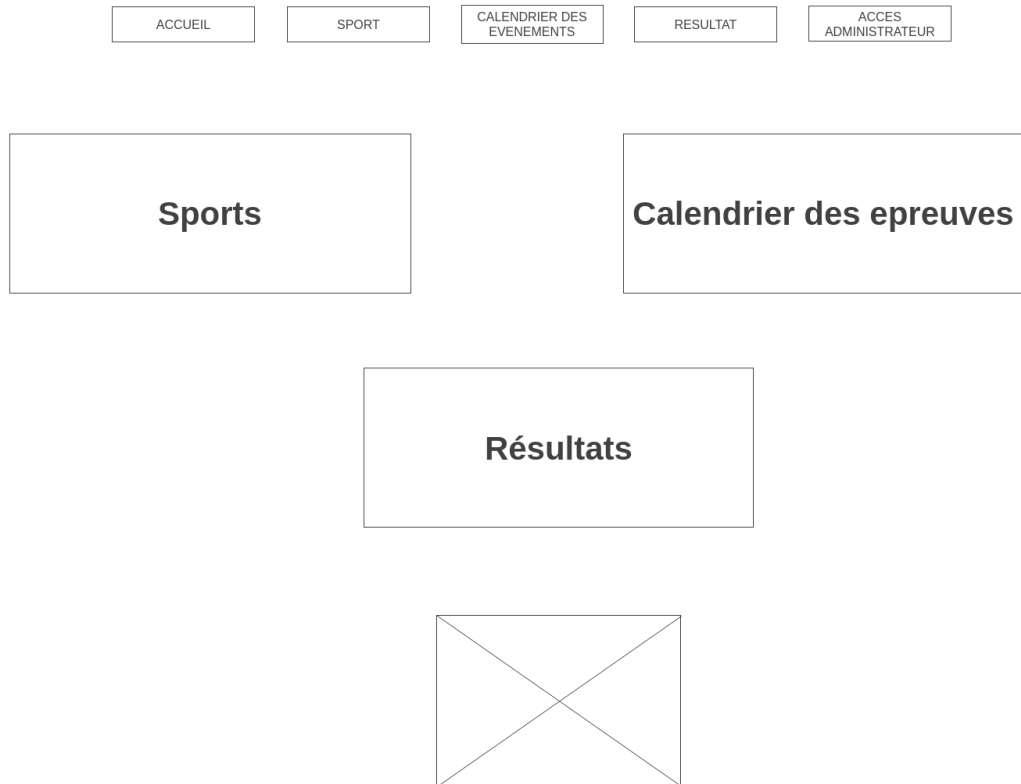 ACCUEIL
SPORT
CALENDRIER DES
EVENEMENTS
RESULTAT
ACCES
ADMINISTRATEUR
Sports
Calendrier des epreuves
Résultats